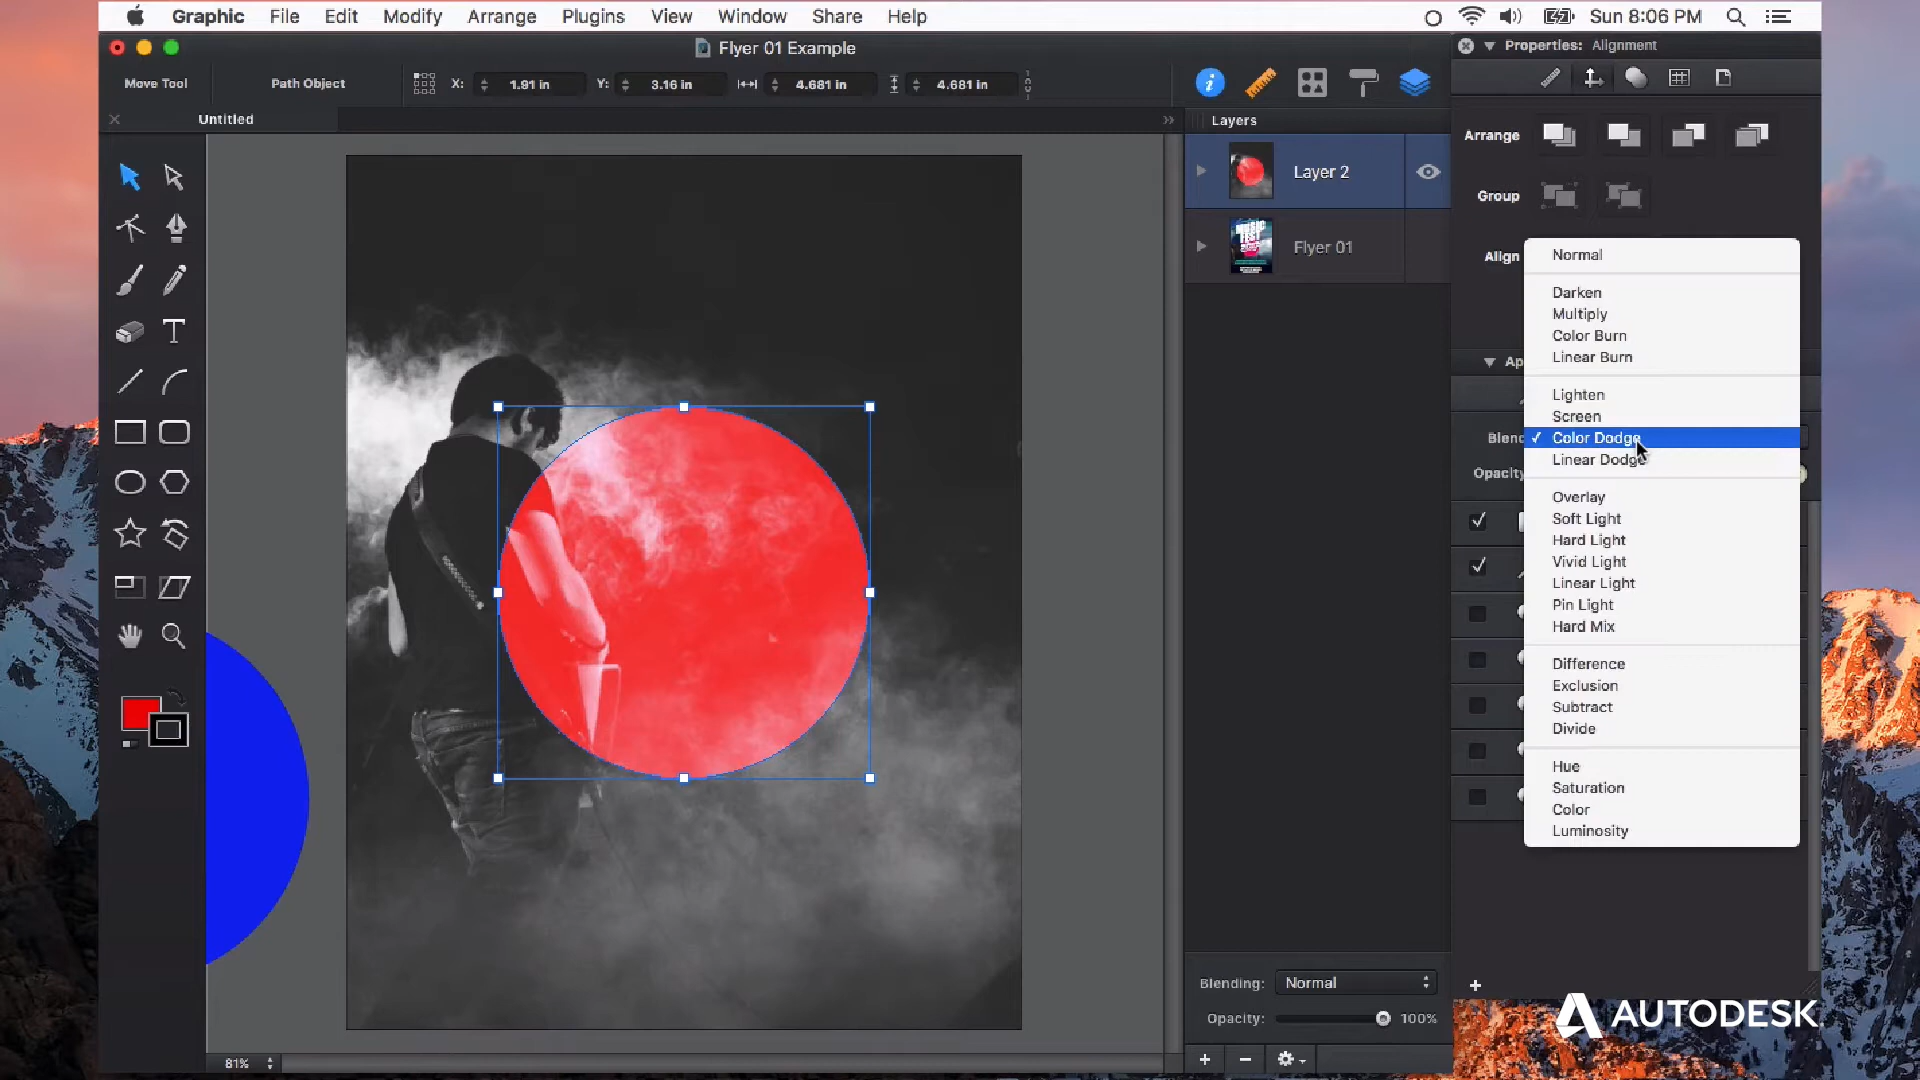 Graphic File Edit Modify Arrange Plugins View Window Share Help Sun 8:06 PM
Flyer 01 Example
Properties: Alignment
Move Tool Path Object X: 1.91 in Y: 3.16 in 4.681 in 4.681 in
Untitled
Layers
Layer 2
Flyer 01
Arrange
Group
Align
Normal
Darken
Multiply
Color Burn
Linear Burn
Lighten
Screen
Color Dodge
Linear Dodge
Overlay
Soft Light
Hard Light
Vivid Light
Linear Light
Pin Light
Hard Mix
Difference
Exclusion
Subtract
Divide
Hue
Saturation
Color
Luminosity
Ap
Blen
Opacity
Blending: Normal
Opacity: 100%
81%
AUTODESK